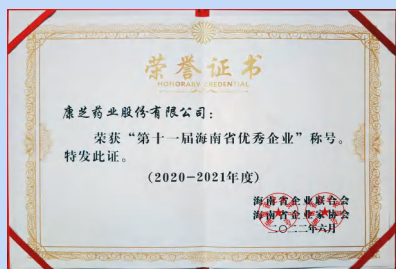 荣誉证书
HONORARY CREDENTIAL
康芝药业股份有限公司：
荣获“第十一届海南省优秀企业”称号。
特发此证。
(2020-2021年度)
海南省企业联合会
海南省企业家协会
二〇二二年六月